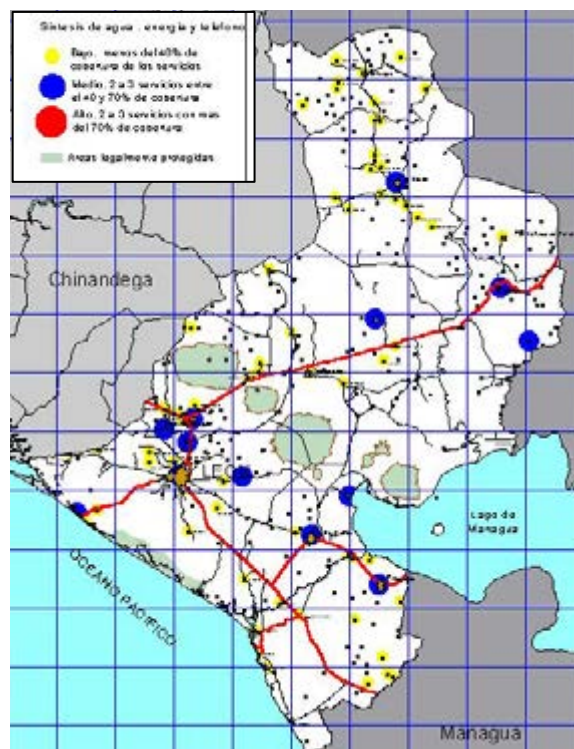 Síntesis de agua , energía y teléfono
Bajo, menos del 40% de
cobertura de los servicios
Medio, 2 a 3 servicios entre
el 40 y 70% de cobertura
Alto, 2 a 3 servicios con mas
del 70% de cobertura
Areas legalmente protegidas
Chinandega
Lago de
Managua
OCEANO PACIFICO
Managua